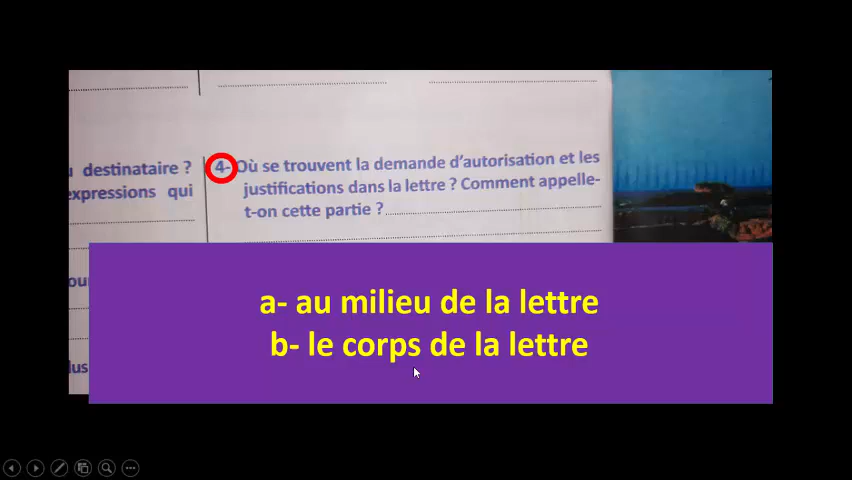 u destinataire ?
expressions qui
4- Où se trouvent la demande d'autorisation et les
justifications dans la lettre ? Comment appelle-
t-on cette partie ?
a- au milieu de la lettre
b- le corps de la lettre